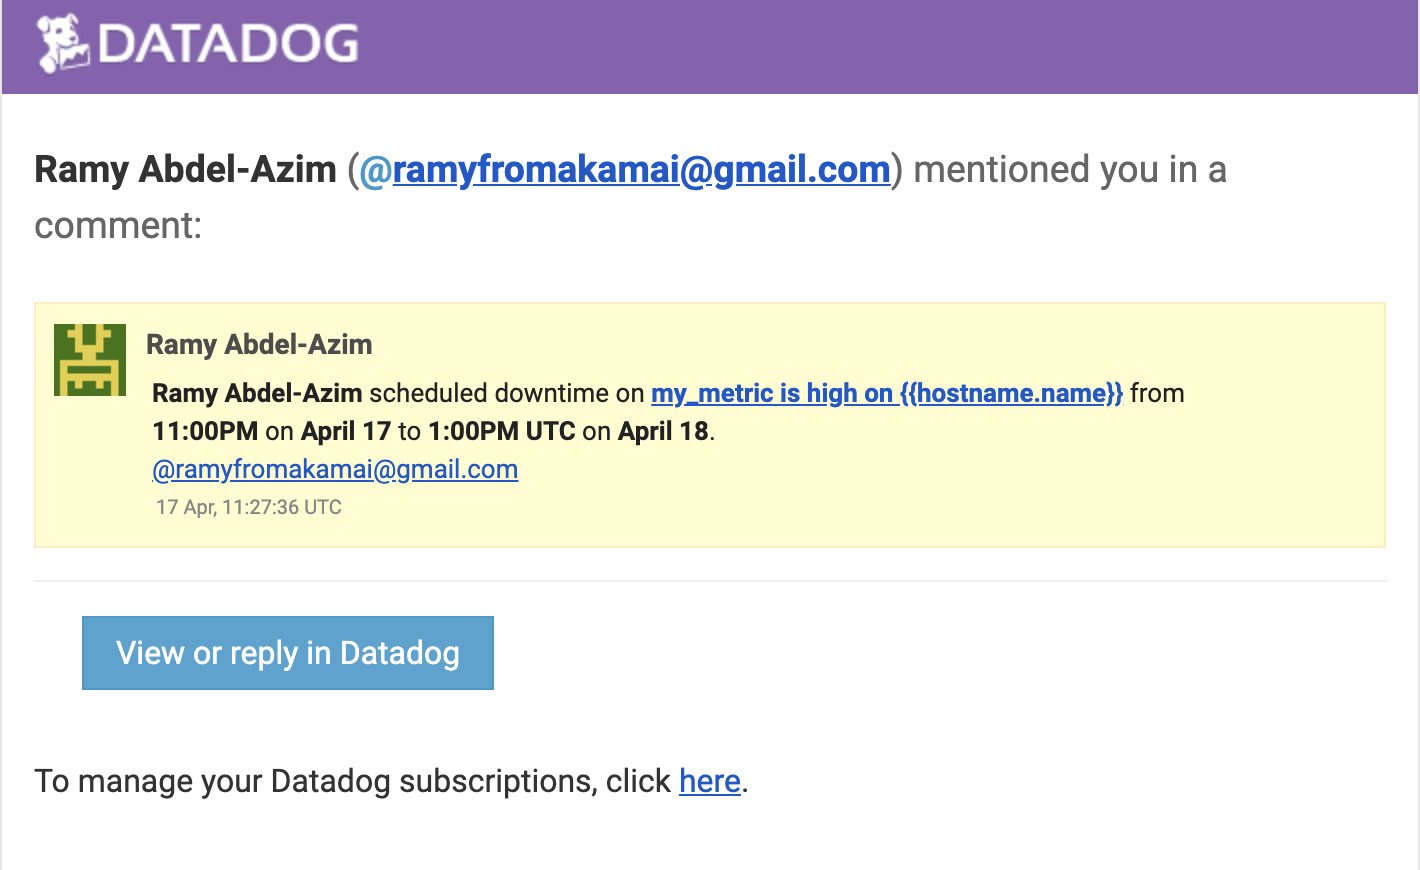 DATADOG
Ramy Abdel-Azim (@ramyfromakamai@gmail.com) mentioned you in a
comment:
Ramy Abdel-Azim
Ramy Abdel-Azim scheduled downtime on my_metric is high on {{hostname.name}} from
11:00PM on April 17 to 1:00PM UTC on April 18.
@ramyfromakamai@gmail.com
17 Apr, 11:27:36 UTC
View or reply in Datadog
To manage your Datadog subscriptions, click here.